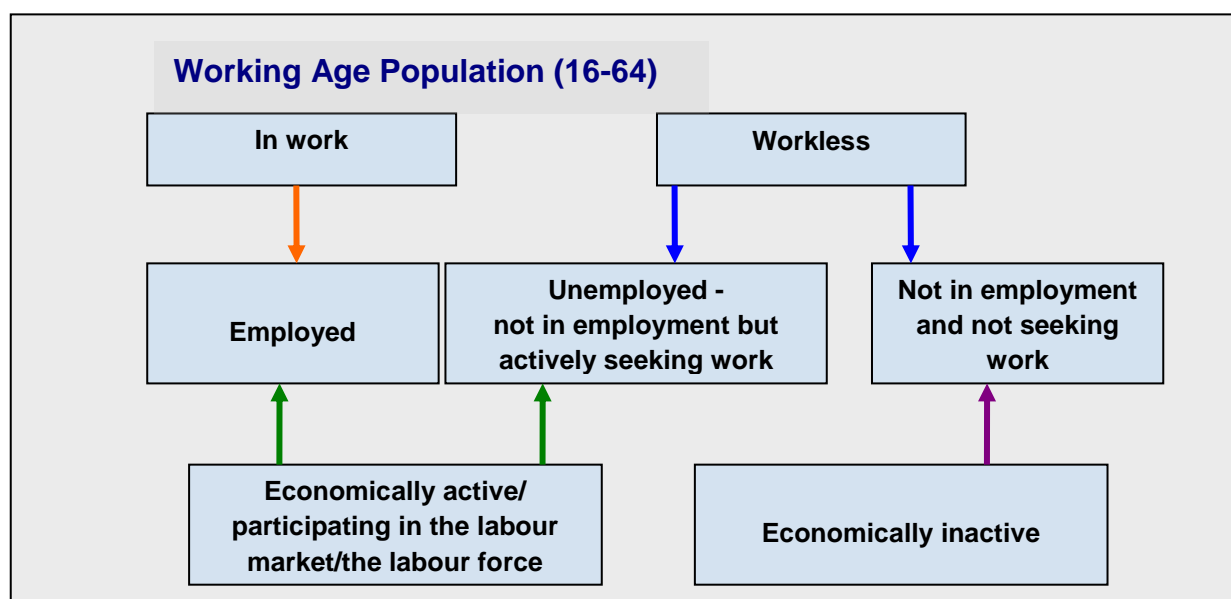 Working Age Population (16-64)
In work
Workless
Employed
Unemployed -
not in employment but
actively seeking work
Not in employment
and not seeking
work
Economically active/
participating in the labour
market/the labour force
Economically inactive